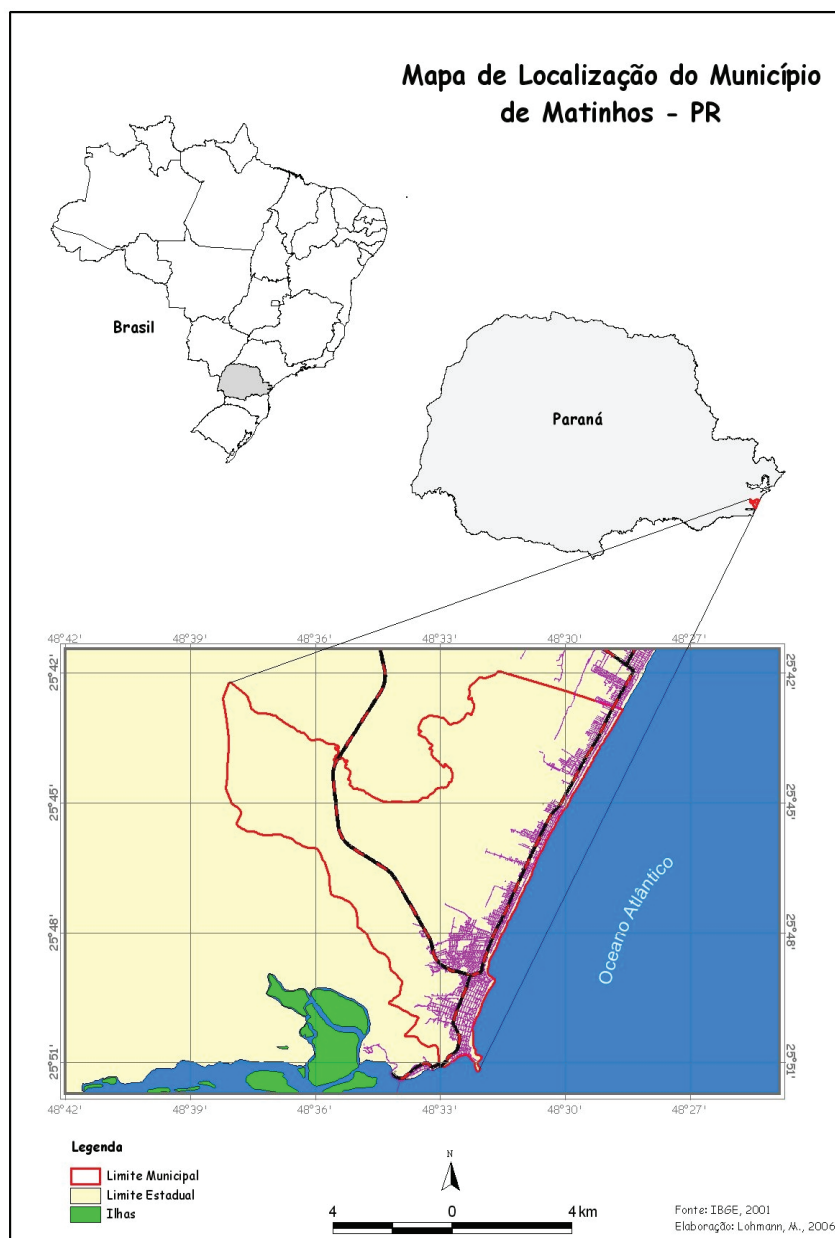 Mapa de Localização do Município
de Matinhos - PR
Brasil
Paraná
48°42' 48°39' 48°36' 48°33' 48°30' 48°27'
25°42' 25°42'
25°45' 25°45'
Oceano Atlântico
25°48' 25°48'
25°51' 25°51'
48°42' 48°39' 48°36' 48°33' 48°30' 48°27'
Legenda
Limite Municipal
Limite Estadual
Ilhas
N
4 0 4 km
Fonte: IBGE, 2001
Elaboração: Lohmann, M., 2006